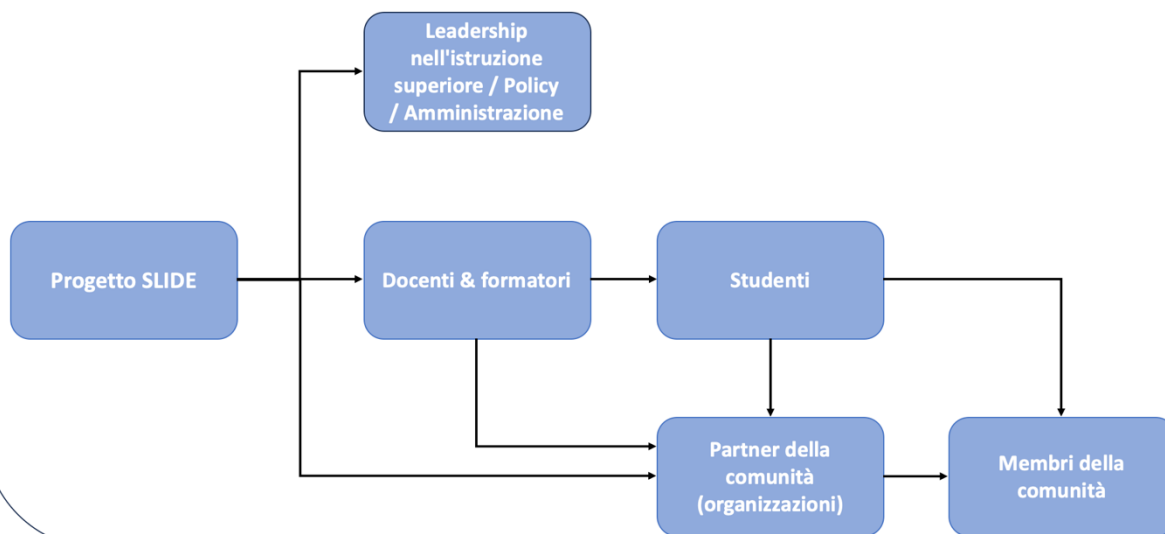 Leadership
nell'istruzione
superiore / Policy
/ Amministrazione
Progetto SLIDE
Docenti & formatori
Studenti
Partner della
comunità
(organizzazioni)
Membri della
comunità